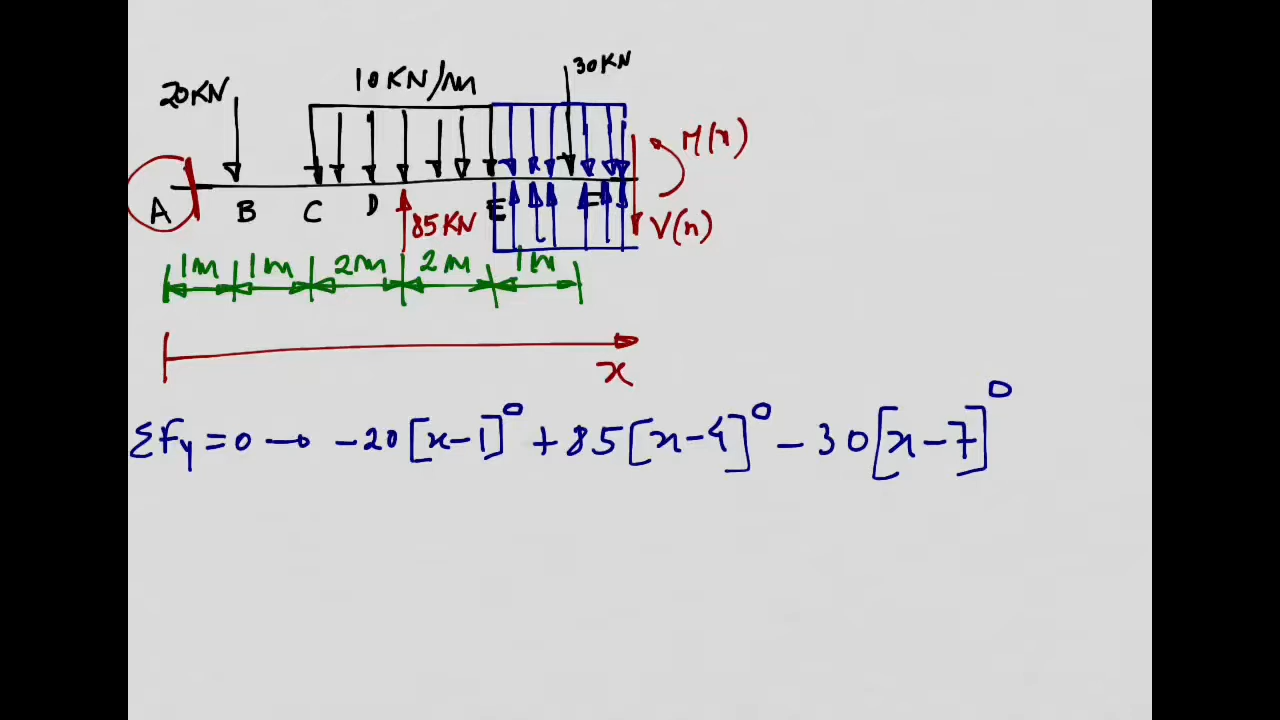 30KN
20KN
10KN/m
M(x)
A B C D E F
85KN V(x)
1m 1m 2m 2m 1m
x
ΣFy = 0 → -20[x-1]⁰ + 85[x-4]⁰ - 30[x-7]⁰